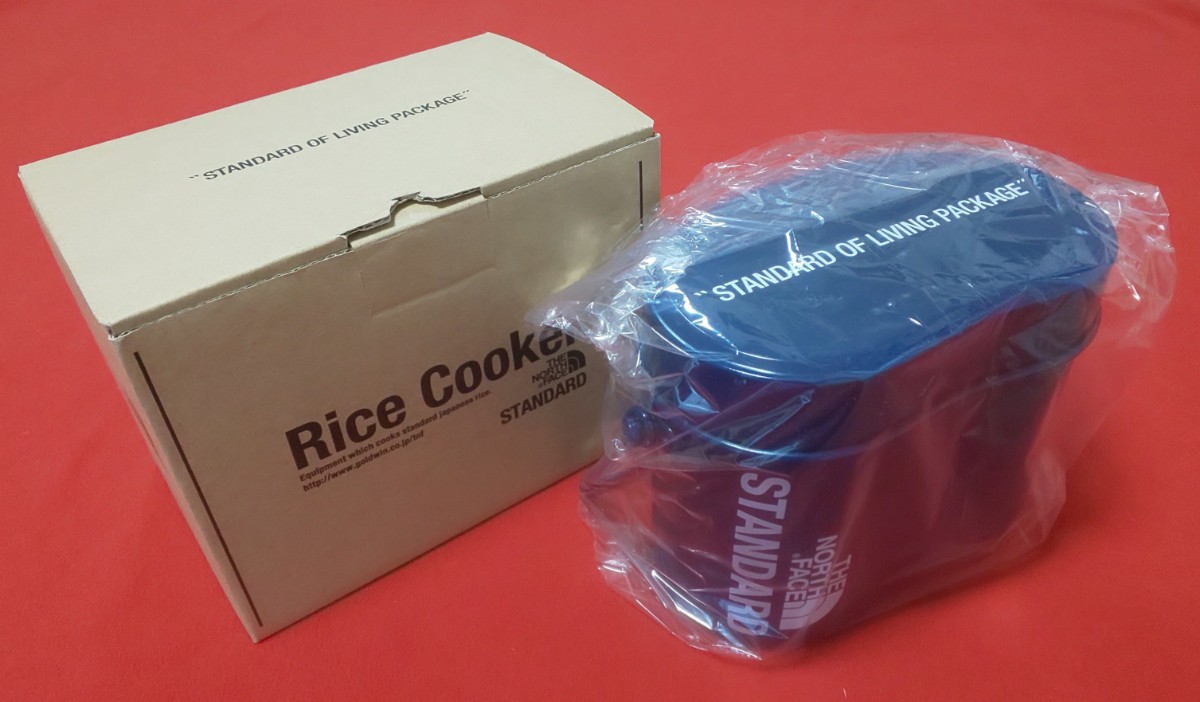 “STANDARD OF LIVING PACKAGE”
Rice Cooker
Equipment which cooks standard japanese rice.
http://www.goldwin.co.jp/tnf
THE
NORTH
FACE
STANDARD
“STANDARD OF LIVING PACKAGE”
STANDARD
THE
NORTH
FACE